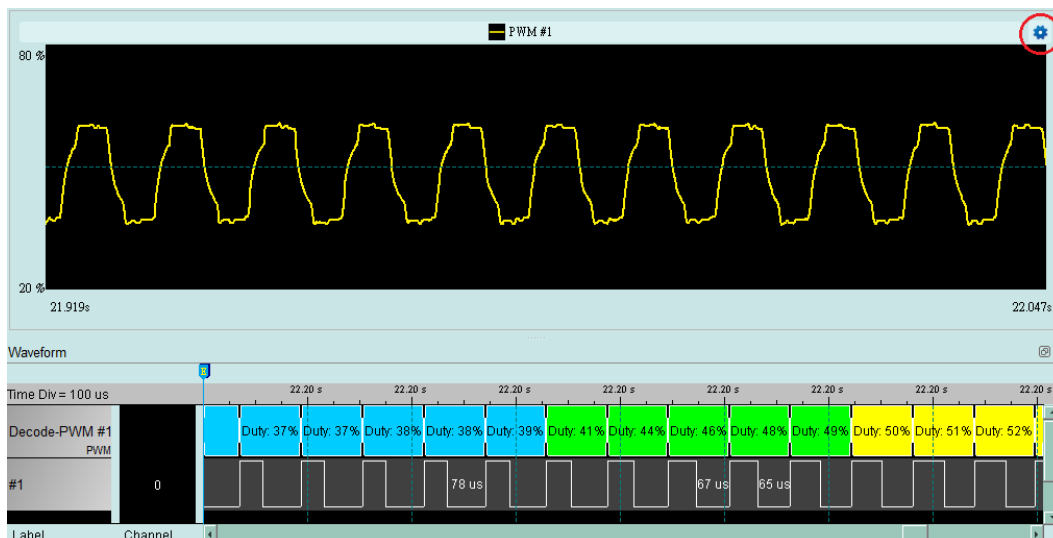 PWM #1
80 %
20 %
21.919s 22.047s
Waveform
Time Div = 100 us 22.20 s 22.20 s 22.20 s 22.20 s 22.20 s 22.20 s 22.20 s 22.20 s
Decode-PWM #1 Duty: 37% Duty: 37% Duty: 38% Duty: 38% Duty: 39% Duty: 41% Duty: 44% Duty: 46% Duty: 48% Duty: 49% Duty: 50% Duty: 51% Duty: 52%
PWM
#1 0 78 us 67 us 65 us
Label Channel